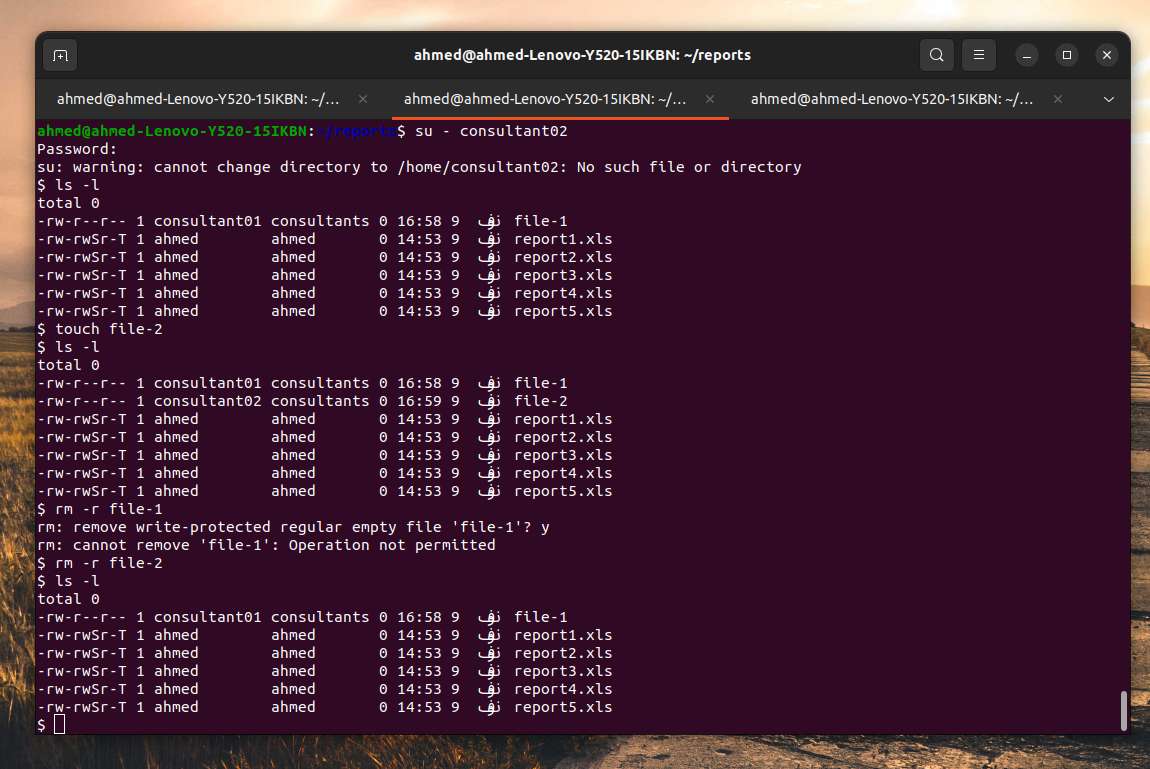 ahmed@ahmed-Lenovo-Y520-15IKBN: ~/reports
ahmed@ahmed-Lenovo-Y520-15IKBN: ~/... ahmed@ahmed-Lenovo-Y520-15IKBN: ~/... ahmed@ahmed-Lenovo-Y520-15IKBN: ~/...
ahmed@ahmed-Lenovo-Y520-15IKBN:~/reports$ su - consultant02
Password:
su: warning: cannot change directory to /home/consultant02: No such file or directory
$ ls -l
total 0
-rw-r--r-- 1 consultant01 consultants 0 16:58 9 نوف file-1
-rw-rwSr-T 1 ahmed ahmed 0 14:53 9 نوف report1.xls
-rw-rwSr-T 1 ahmed ahmed 0 14:53 9 نوف report2.xls
-rw-rwSr-T 1 ahmed ahmed 0 14:53 9 نوف report3.xls
-rw-rwSr-T 1 ahmed ahmed 0 14:53 9 نوف report4.xls
-rw-rwSr-T 1 ahmed ahmed 0 14:53 9 نوف report5.xls
$ touch file-2
$ ls -l
total 0
-rw-r--r-- 1 consultant01 consultants 0 16:58 9 نوف file-1
-rw-r--r-- 1 consultant02 consultants 0 16:59 9 نوف file-2
-rw-rwSr-T 1 ahmed ahmed 0 14:53 9 نوف report1.xls
-rw-rwSr-T 1 ahmed ahmed 0 14:53 9 نوف report2.xls
-rw-rwSr-T 1 ahmed ahmed 0 14:53 9 نوف report3.xls
-rw-rwSr-T 1 ahmed ahmed 0 14:53 9 نوف report4.xls
-rw-rwSr-T 1 ahmed ahmed 0 14:53 9 نوف report5.xls
$ rm -r file-1
rm: remove write-protected regular empty file 'file-1'? y
rm: cannot remove 'file-1': Operation not permitted
$ rm -r file-2
$ ls -l
total 0
-rw-r--r-- 1 consultant01 consultants 0 16:58 9 نوف file-1
-rw-rwSr-T 1 ahmed ahmed 0 14:53 9 نوف report1.xls
-rw-rwSr-T 1 ahmed ahmed 0 14:53 9 نوف report2.xls
-rw-rwSr-T 1 ahmed ahmed 0 14:53 9 نوف report3.xls
-rw-rwSr-T 1 ahmed ahmed 0 14:53 9 نوف report4.xls
-rw-rwSr-T 1 ahmed ahmed 0 14:53 9 نوف report5.xls
$